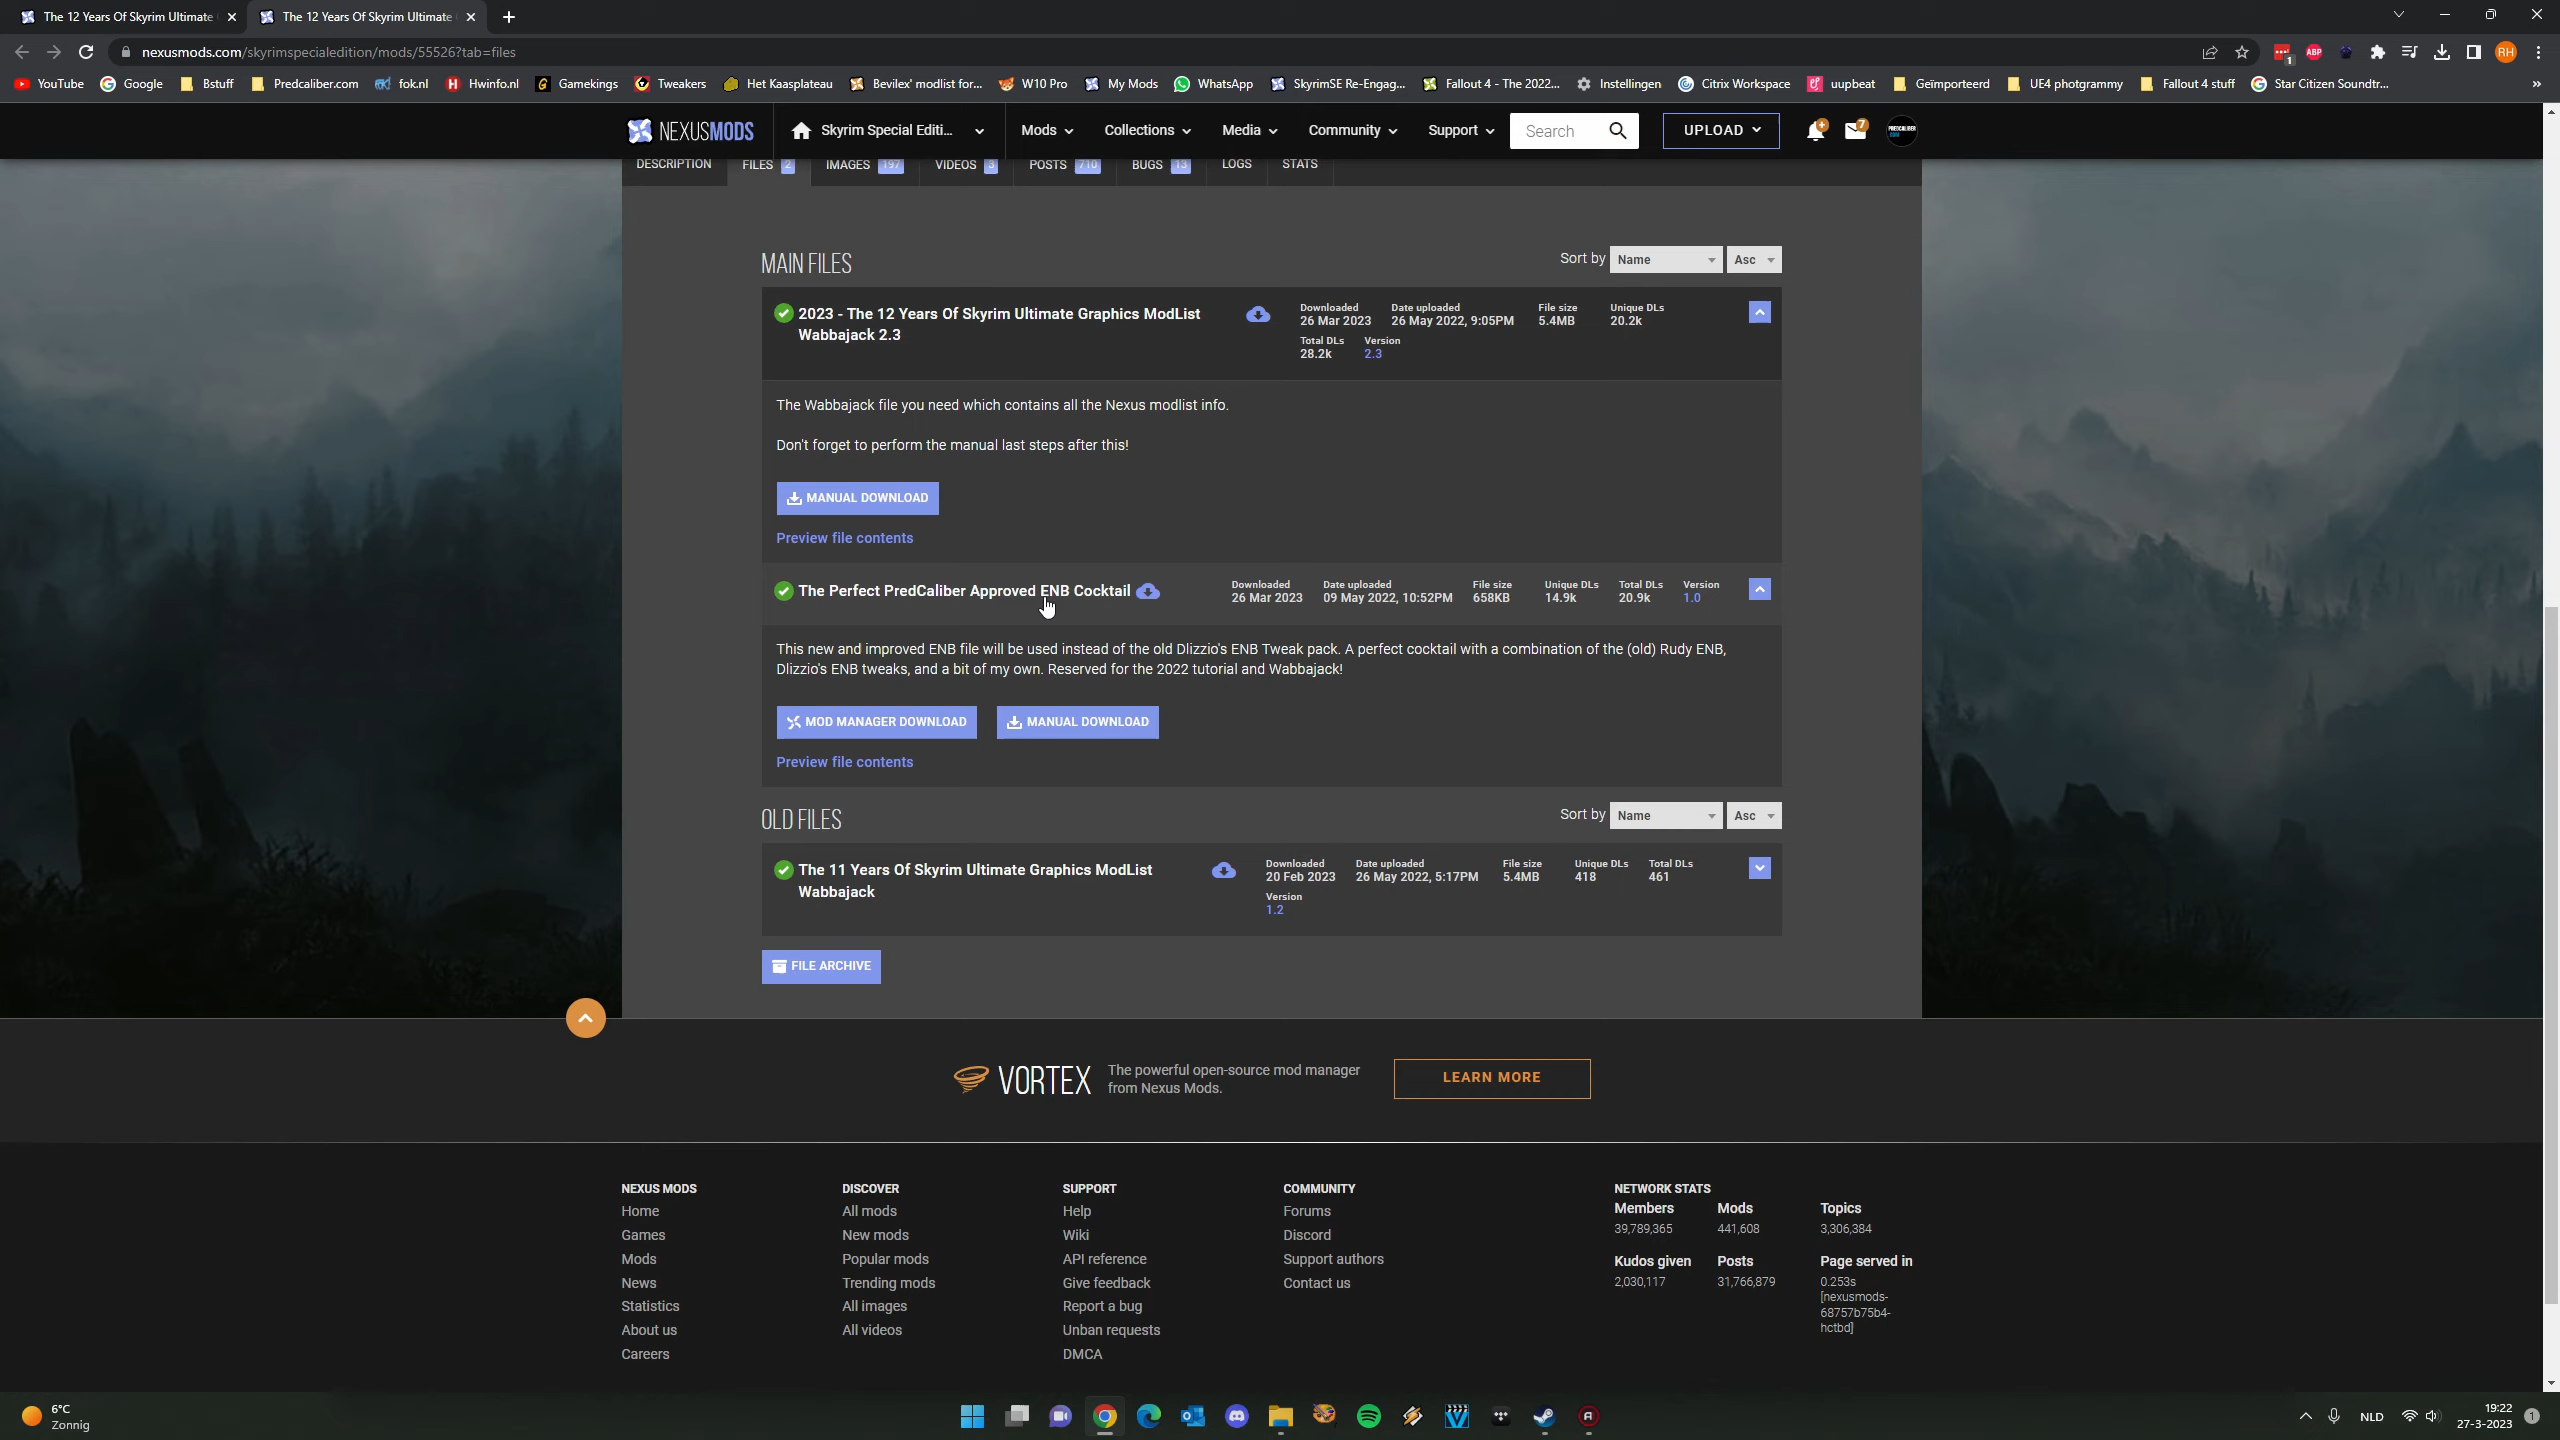 The 12 Years Of Skyrim Ultimate
The 12 Years Of Skyrim Ultimate
nexusmods.com/skyrimspecialedition/mods/55526?tab=files
ABP
1
RH
YouTube Google Bstuff Predcaliber.com fok.nl Hwinfo.nl Gamekings Tweakers Het Kaasplateau Bevilex' modlist for... W10 Pro My Mods WhatsApp SkyrimSE Re-Engag... Fallout 4 - The 2022... Instellingen Citrix Workspace uupbeat Geïmporteerd UE4 photgrammy Fallout 4 stuff Star Citizen Soundtr... »
NEXUSMODS Skyrim Special Editi... Mods Collections Media Community Support Search UPLOAD 7
DESCRIPTION FILES 2 IMAGES 197 VIDEOS 3 POSTS 710 BUGS 13 LOGS STATS
MAIN FILES
Sort by Name Asc
2023 - The 12 Years Of Skyrim Ultimate Graphics ModList
Wabbajack 2.3
Downloaded Date uploaded File size Unique DLs
26 Mar 2023 26 May 2022, 9:05PM 5.4MB 20.2k
Total DLs Version
28.2k 2.3
The Wabbajack file you need which contains all the Nexus modlist info.
Don't forget to perform the manual last steps after this!
MANUAL DOWNLOAD
Preview file contents
The Perfect PredCaliber Approved ENB Cocktail
Downloaded Date uploaded File size Unique DLs Total DLs Version
26 Mar 2023 09 May 2022, 10:52PM 658KB 14.9k 20.9k 1.0
This new and improved ENB file will be used instead of the old Dlizzio's ENB Tweak pack. A perfect cocktail with a combination of the (old) Rudy ENB,
Dlizzio's ENB tweaks, and a bit of my own. Reserved for the 2022 tutorial and Wabbajack!
MOD MANAGER DOWNLOAD MANUAL DOWNLOAD
Preview file contents
OLD FILES
Sort by Name Asc
The 11 Years Of Skyrim Ultimate Graphics ModList
Wabbajack
Downloaded Date uploaded File size Unique DLs Total DLs
20 Feb 2023 26 May 2022, 5:17PM 5.4MB 418 461
Version
1.2
FILE ARCHIVE
VORTEX
The powerful open-source mod manager
from Nexus Mods.
LEARN MORE
NEXUS MODS
Home
Games
Mods
News
Statistics
About us
Careers
DISCOVER
All mods
New mods
Popular mods
Trending mods
All images
All videos
SUPPORT
Help
Wiki
API reference
Give feedback
Report a bug
Unban requests
DMCA
COMMUNITY
Forums
Discord
Support authors
Contact us
NETWORK STATS
Members Mods Topics
39,789,365 441,608 3,306,384
Kudos given Posts Page served in
2,030,117 31,766,879 0.253s
[nexusmods-
68757b75b4-
hctbd]
6°C
Zonnig
NLD
19:22
27-3-2023
1